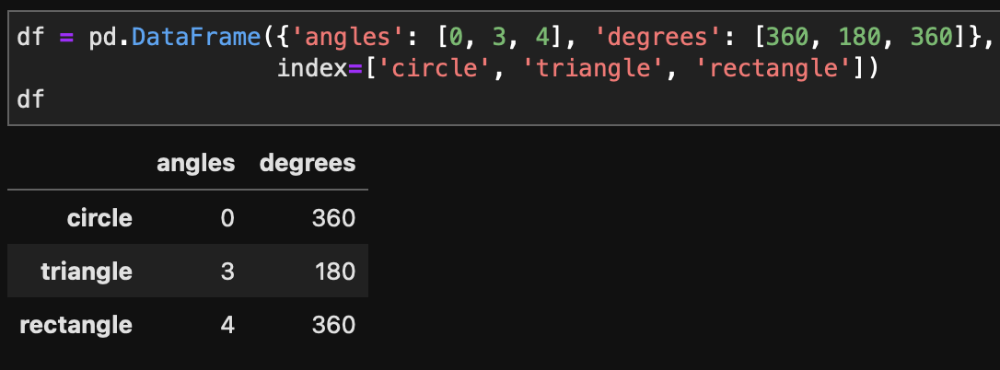 df = pd.DataFrame({'angles': [0, 3, 4], 'degrees': [360, 180, 360]},
index=['circle', 'triangle', 'rectangle'])
df
angles degrees
circle 0 360
triangle 3 180
rectangle 4 360